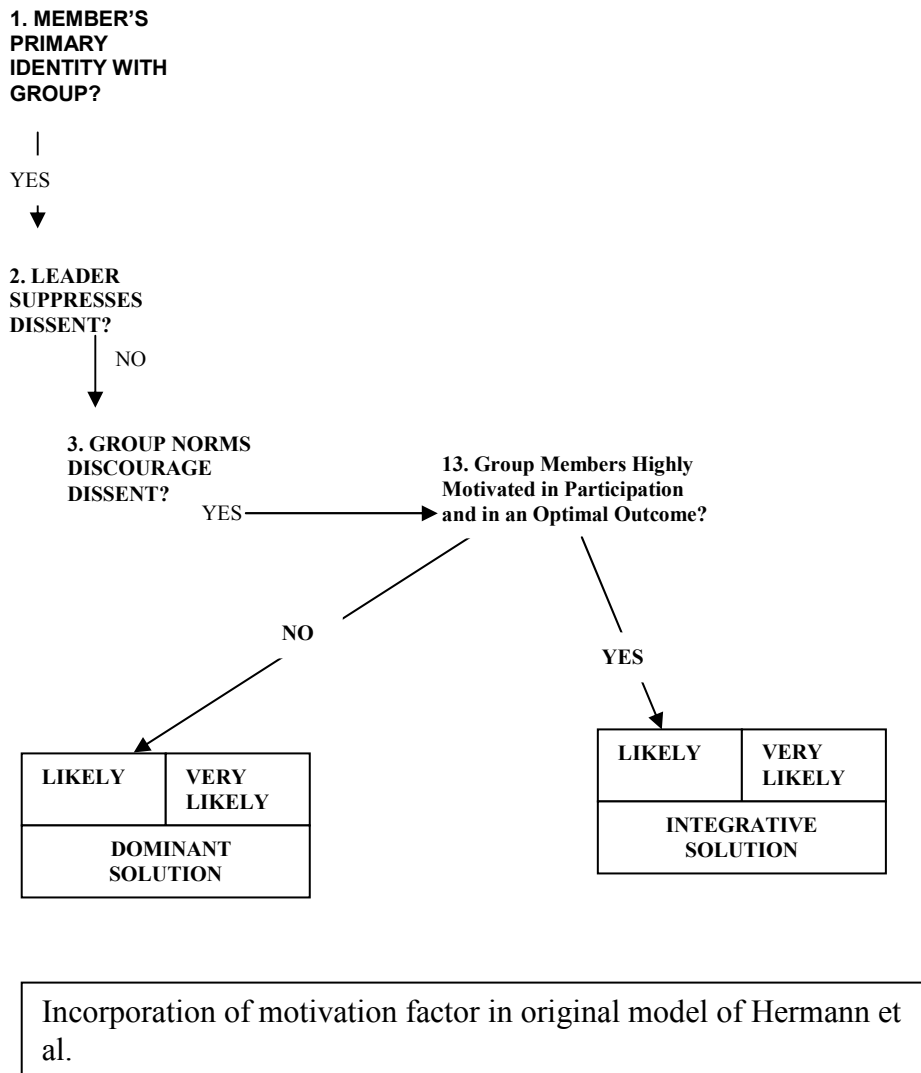 1. MEMBER'S
PRIMARY
IDENTITY WITH
GROUP?
YES
2. LEADER
SUPPRESSES
DISSENT?
NO
3. GROUP NORMS
DISCOURAGE
DISSENT?
YES
13. Group Members Highly
Motivated in Participation
and in an Optimal Outcome?
NO
YES
LIKELY
VERY
LIKELY
DOMINANT
SOLUTION
LIKELY
VERY
LIKELY
INTEGRATIVE
SOLUTION
Incorporation of motivation factor in original model of Hermann et
al.